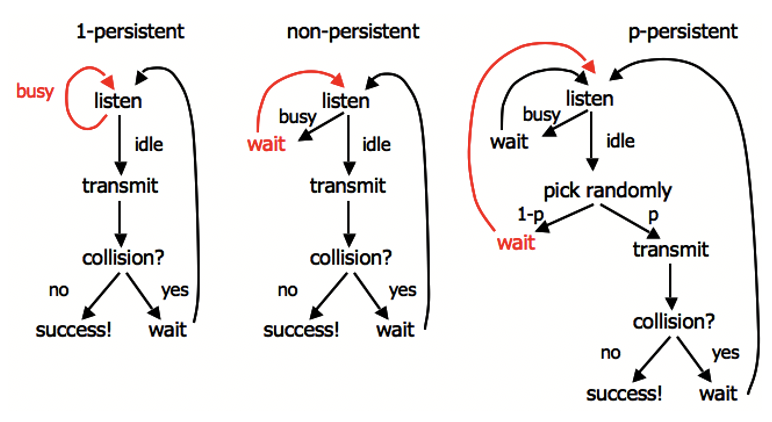 1-persistent
busy
listen
idle
transmit
collision?
no
yes
success!
wait
non-persistent
listen
busy
wait
idle
transmit
collision?
no
yes
success!
wait
p-persistent
listen
busy
wait
idle
pick randomly
1-p
p
wait
transmit
collision?
no
yes
success!
wait